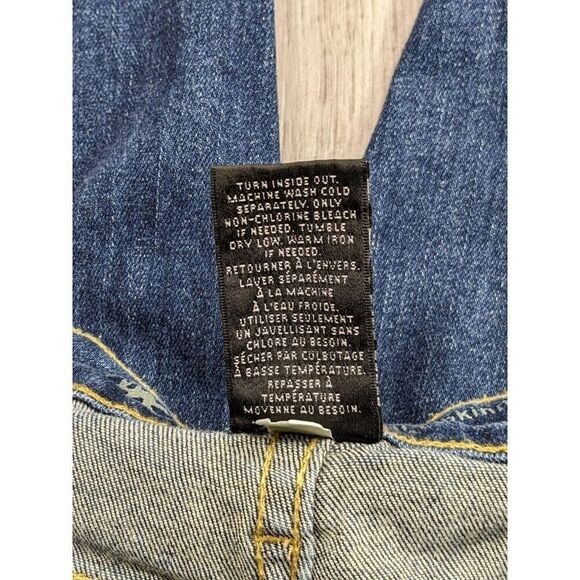 TURN INSIDE OUT.
MACHINE WASH COLD
SEPARATELY. ONLY
NON-CHLORINE BLEACH
IF NEEDED. TUMBLE
DRY LOW. WARM IRON
IF NEEDED.
RETOURNER À L'ENVERS.
LAVER SÉPARÉMENT
À LA MACHINE
À L'EAU FROIDE.
UTILISER SEULEMENT
UN JAVELLISANT SANS
CHLORE AU BESOIN.
SÉCHER PAR CULBUTAGE
À BASSE TEMPÉRATURE.
REPASSER À
TEMPÉRATURE
MOYENNE AU BESOIN.